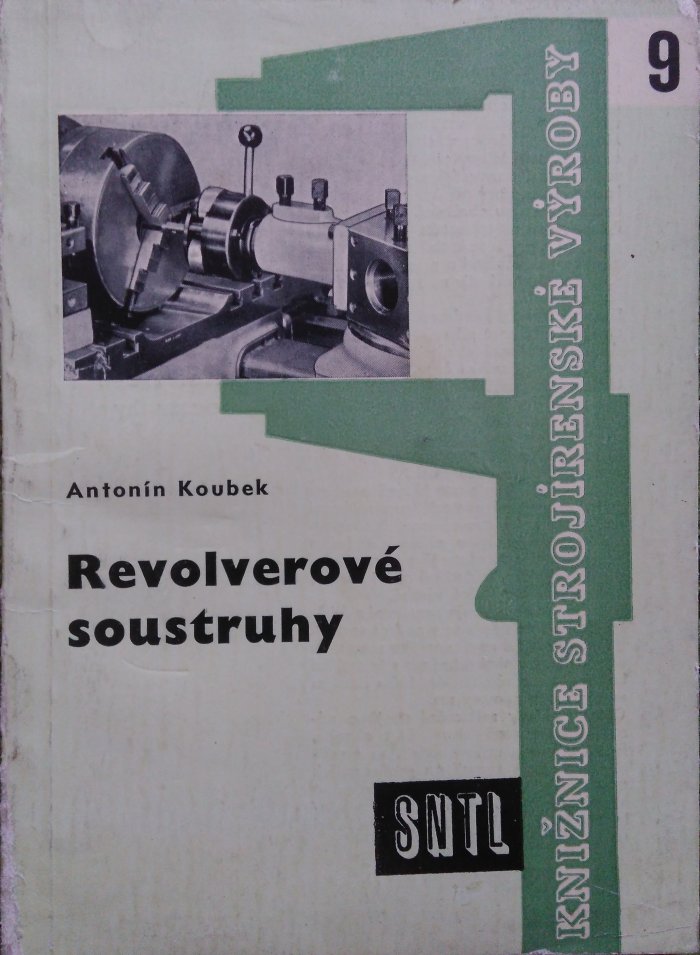 9
KNIŽNICE STROJÍRENSKÉ VÝROBY
Antonín Koubek
Revolverové
soustruhy
SNTL